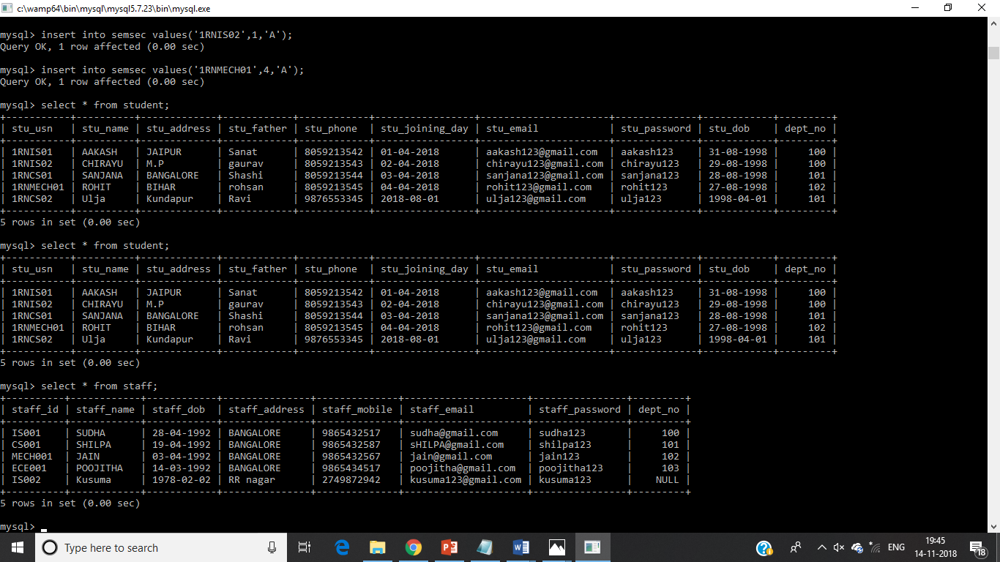 c:\wamp64\bin\mysql\mysql5.7.23\bin\mysql.exe
mysql> insert into semsec values('1RNIS02',1,'A');
Query OK, 1 row affected (0.00 sec)
mysql> insert into semsec values('1RNMECH01',4,'A');
Query OK, 1 row affected (0.00 sec)
mysql> select * from student;
+-----------+----------+-------------+------------+------------+-----------------+----------------------+--------------+------------+---------+
| stu_usn | stu_name | stu_address | stu_father | stu_phone | stu_joining_day | stu_email | stu_password | stu_dob | dept_no |
+-----------+----------+-------------+------------+------------+-----------------+----------------------+--------------+------------+---------+
| 1RNIS01 | AAKASH | JAIPUR | Sanat | 8059213542 | 01-04-2018 | aakash123@gmail.com | aakash123 | 31-08-1998 | 100 |
| 1RNIS02 | CHIRAYU | M.P | gaurav | 8059213543 | 02-04-2018 | chirayu123@gmail.com | chirayu123 | 29-08-1998 | 100 |
| 1RNCS01 | SANJANA | BANGALORE | Shashi | 8059213544 | 03-04-2018 | sanjana123@gmail.com | sanjana123 | 28-08-1998 | 101 |
| 1RNMECH01 | ROHIT | BIHAR | rohsan | 8059213545 | 04-04-2018 | rohit123@gmail.com | rohit123 | 27-08-1998 | 102 |
| 1RNCS02 | Ulja | Kundapur | Ravi | 9876553345 | 2018-08-01 | ulja123@gmail.com | ulja123 | 1998-04-01 | 101 |
+-----------+----------+-------------+------------+------------+-----------------+----------------------+--------------+------------+---------+
5 rows in set (0.00 sec)
mysql> select * from student;
+-----------+----------+-------------+------------+------------+-----------------+----------------------+--------------+------------+---------+
| stu_usn | stu_name | stu_address | stu_father | stu_phone | stu_joining_day | stu_email | stu_password | stu_dob | dept_no |
+-----------+----------+-------------+------------+------------+-----------------+----------------------+--------------+------------+---------+
| 1RNIS01 | AAKASH | JAIPUR | Sanat | 8059213542 | 01-04-2018 | aakash123@gmail.com | aakash123 | 31-08-1998 | 100 |
| 1RNIS02 | CHIRAYU | M.P | gaurav | 8059213543 | 02-04-2018 | chirayu123@gmail.com | chirayu123 | 29-08-1998 | 100 |
| 1RNCS01 | SANJANA | BANGALORE | Shashi | 8059213544 | 03-04-2018 | sanjana123@gmail.com | sanjana123 | 28-08-1998 | 101 |
| 1RNMECH01 | ROHIT | BIHAR | rohsan | 8059213545 | 04-04-2018 | rohit123@gmail.com | rohit123 | 27-08-1998 | 102 |
| 1RNCS02 | Ulja | Kundapur | Ravi | 9876553345 | 2018-08-01 | ulja123@gmail.com | ulja123 | 1998-04-01 | 101 |
+-----------+----------+-------------+------------+------------+-----------------+----------------------+--------------+------------+---------+
5 rows in set (0.00 sec)
mysql> select * from staff;
+----------+------------+------------+---------------+--------------+---------------------+----------------+---------+
| staff_id | staff_name | staff_dob | staff_address | staff_mobile | staff_email | staff_password | dept_no |
+----------+------------+------------+---------------+--------------+---------------------+----------------+---------+
| IS001 | SUDHA | 28-04-1992 | BANGALORE | 9865432517 | sudha@gmail.com | sudha123 | 100 |
| CS001 | SHILPA | 19-04-1992 | BANGALORE | 9865432587 | sHILPA@gmail.com | shilpa123 | 101 |
| MECH001 | JAIN | 03-04-1992 | BANGALORE | 9865432567 | jain@gmail.com | jain123 | 102 |
| ECE001 | POOJITHA | 14-03-1992 | BANGALORE | 9865434517 | poojitha@gmail.com | poojitha123 | 103 |
| IS002 | Kusuma | 1978-02-02 | RR nagar | 2749872942 | kusuma123@gmail.com | kusuma123 | NULL |
+----------+------------+------------+---------------+--------------+---------------------+----------------+---------+
5 rows in set (0.00 sec)
mysql>
Type here to search
ENG
19:45
14-11-2018
18